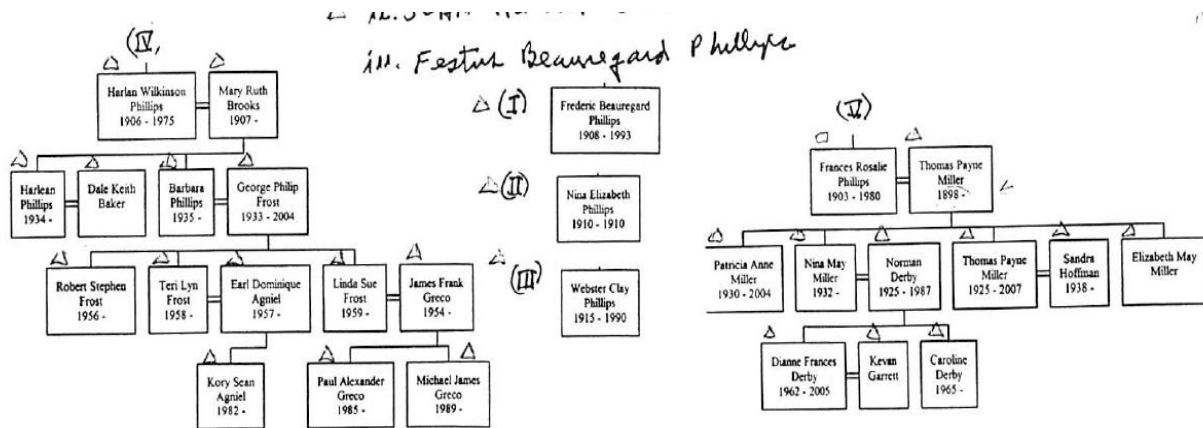 iii. Festus Beauregard Phillips
(IV)
Harlan Wilkinson
Phillips
1906 - 1975
Mary Ruth
Brooks
1907 -
Harlean
Phillips
1934 -
Dale Keith
Baker
Barbara
Phillips
1935 -
George Philip
Frost
1933 - 2004
Robert Stephen
Frost
1956 -
Teri Lyn
Frost
1958 -
Earl Dominique
Agniel
1957 -
Linda Sue
Frost
1959 -
James Frank
Greco
1954 -
Kory Sean
Agniel
1982 -
Paul Alexander
Greco
1985 -
Michael James
Greco
1989 -
(I)
Frederic Beauregard
Phillips
1908 - 1993
(II)
Nina Elizabeth
Phillips
1910 - 1910
(III)
Webster Clay
Phillips
1915 - 1990
Frances Rosalie
Phillips
1903 - 1980
Thomas Payne
Miller
1898 -
Patricia Anne
Miller
1930 - 2004
Nina May
Miller
1932 -
Norman
Derby
1925 - 1987
Thomas Payne
Miller
1925 - 2007
Sandra
Hoffman
1938 -
Elizabeth May
Miller
Dianne Frances
Derby
1962 - 2005
Kevan
Garrett
Caroline
Derby
1965 -